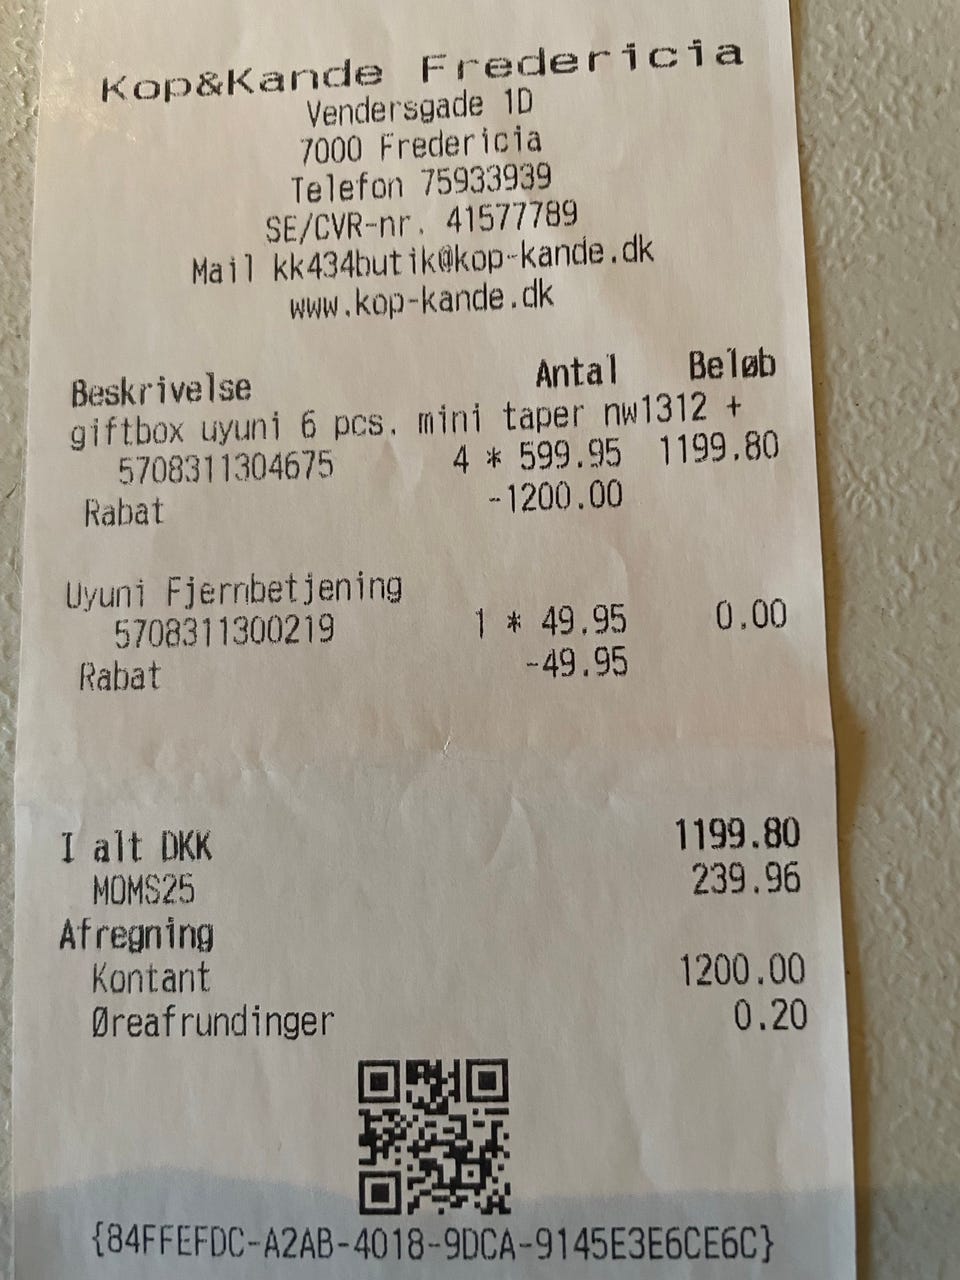 Kop&Kande Fredericia
Vendersgade 1D
7000 Fredericia
Telefon 75933939
SE/CVR-nr. 41577789
Mail kk434butik@kop-kande.dk
www.kop-kande.dk
Beskrivelse Antal Beløb
giftbox uyuni 6 pcs. mini taper nw1312 +
5708311304675 4 * 599.95 1199.80
Rabat -1200.00
Uyuni Fjernbetjening
5708311300219 1 * 49.95 0.00
Rabat -49.95
I alt DKK 1199.80
MOMS25 239.96
Afregning
Kontant 1200.00
Øreafrundinger 0.20
{84FFEFDC-A2AB-4018-9DCA-9145E3E6CE6C}